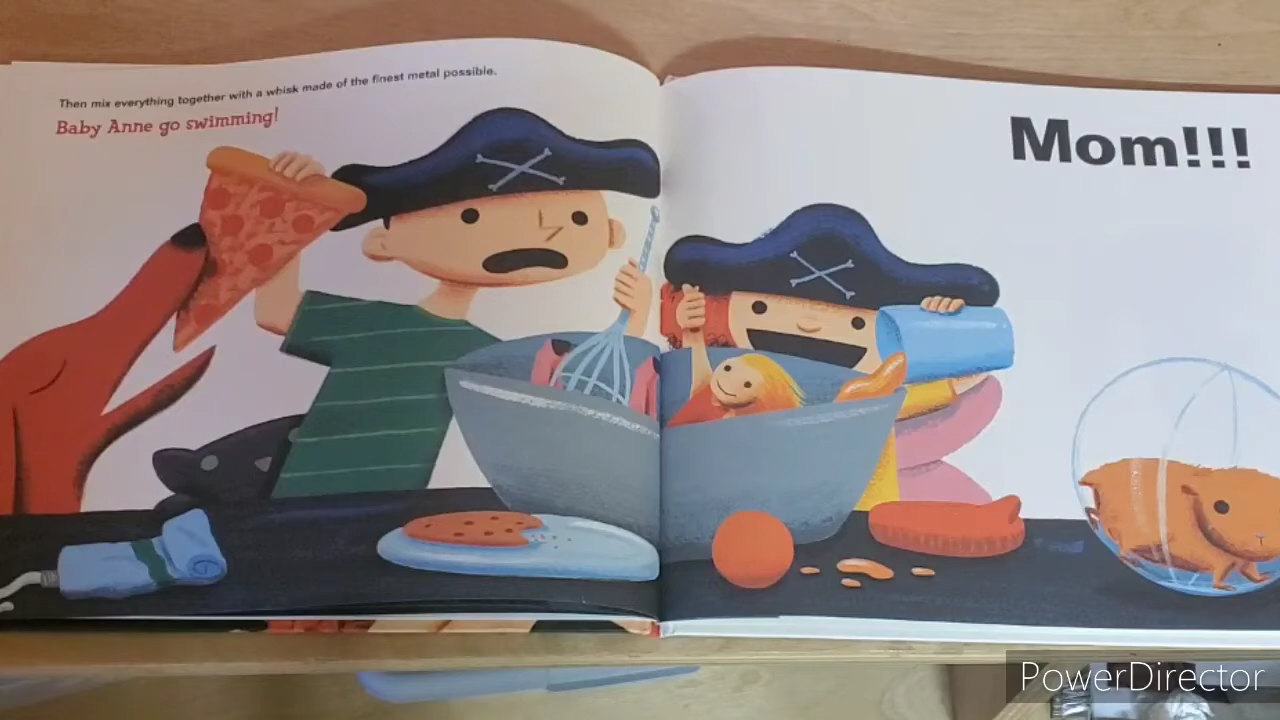 Then mix everything together with a whisk made of the finest metal possible.
Baby Anne go swimming!
Mom!!!
PowerDirector